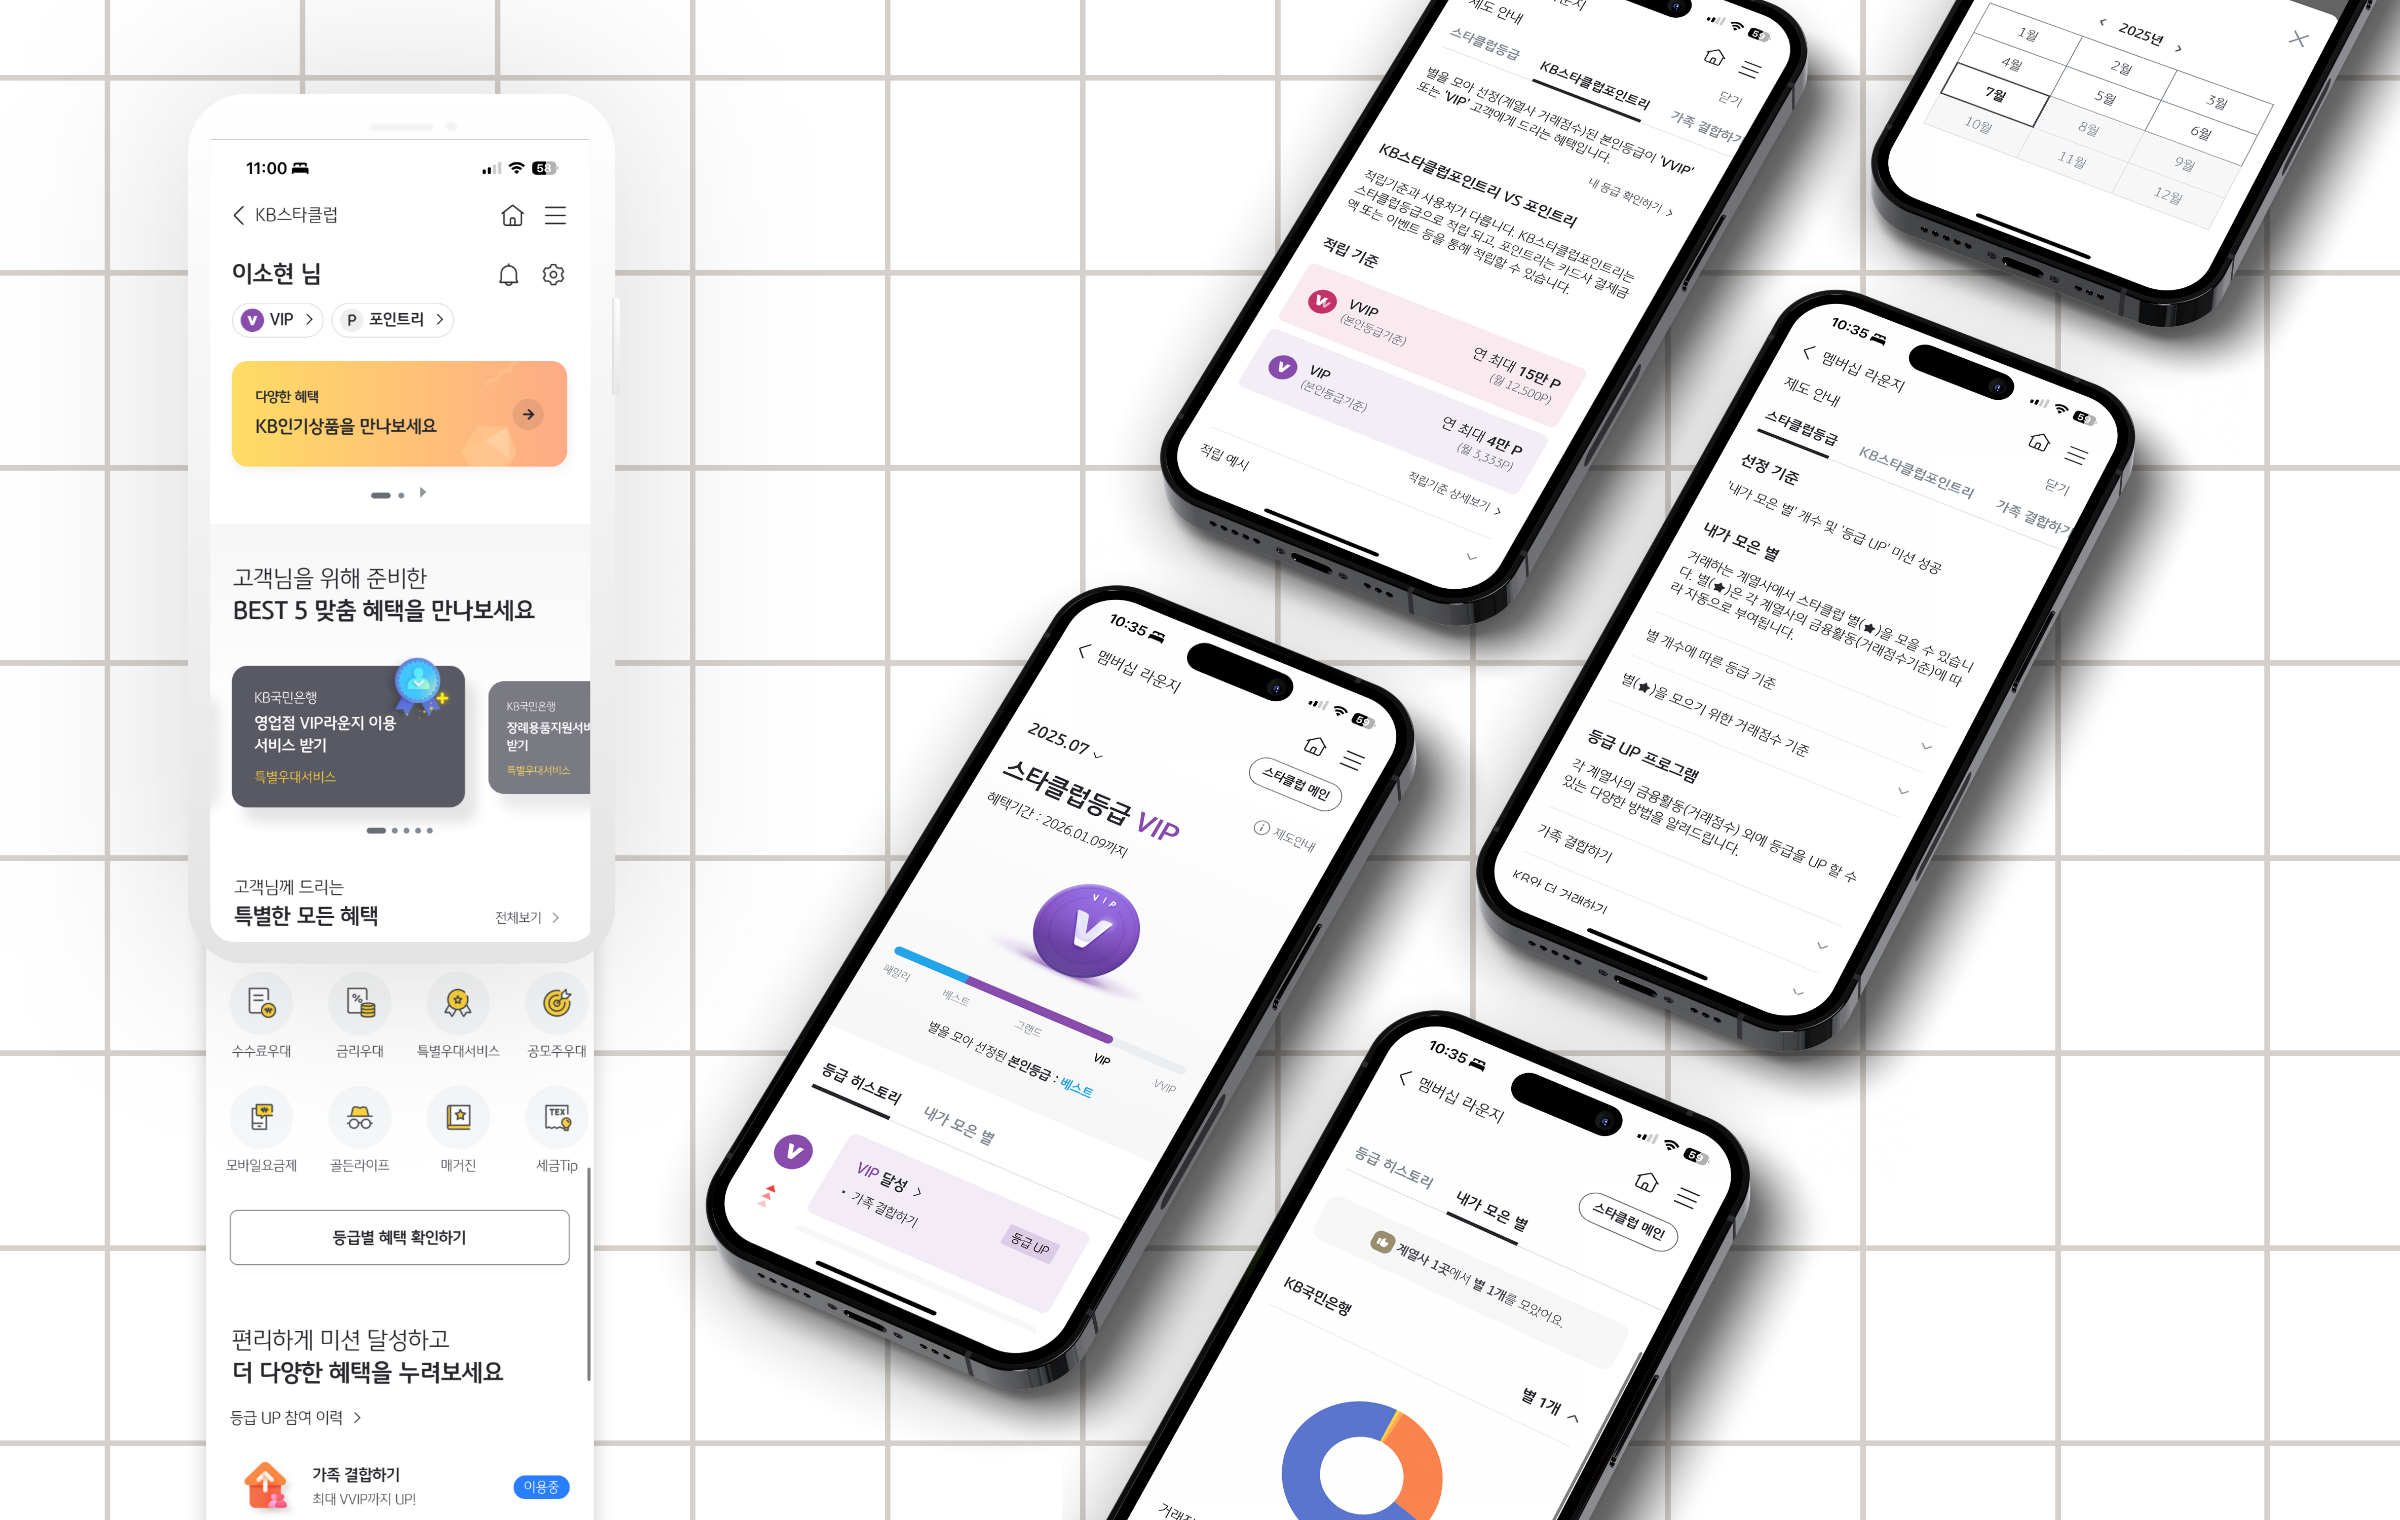 11:00
58
KB스타클럽
이소현 님
VIP
P 포인트리
다양한 혜택
KB인기상품을 만나보세요
고객님을 위해 준비한
BEST 5 맞춤 혜택을 만나보세요
KB국민은행
영업점 VIP라운지 이용
서비스 받기
특별우대서비스
KB국민은행
장례용품지원서비
받기
특별우대서비스
고객님께 드리는
특별한 모든 혜택
전체보기
수수료우대
금리우대
특별우대서비스
공모주우대
모바일요금제
골든라이프
매거진
TEX
세금Tip
등급별 혜택 확인하기
편리하게 미션 달성하고
더 다양한 혜택을 누려보세요
등급 UP 참여 이력
가족 결합하기
최대 VVIP까지 UP!
이용중
10:35
59
멤버십 라운지
2025.07
스타클럽 메인
스타클럽등급 VIP
혜택기간 : 2026.01.09까지
제도안내
VIP
패밀리
베스트
그랜드
VIP
VVIP
별을 모아 선정된 본인등급 : 베스트
등급 히스토리
내가 모은 별
VIP 달성
• 가족 결합하기
등급 UP
59
제도 안내
스타클럽등급
KB스타클럽포인트리
가족 결합하기
닫기
별을 모아 선정(계열사 거래점수)된 본인등급이 'VVIP'
또는 'VIP' 고객에게 드리는 혜택입니다.
내 등급 확인하기
KB스타클럽포인트리 VS 포인트리
적립기준과 사용처가 다릅니다. KB스타클럽포인트리는
스타클럽등급으로 적립 되고, 포인트리는 카드사 결제금
액 또는 이벤트 등을 통해 적립할 수 있습니다.
적립 기준
VVIP
(본인등급기준)
연 최대 15만 P
(월 12,500P)
VIP
(본인등급기준)
연 최대 4만 P
(월 3,333P)
적립기준 상세보기
적립 예시
2025년
1월
2월
3월
4월
5월
6월
7월
8월
9월
10월
11월
12월
10:35
59
멤버십 라운지
제도 안내
스타클럽등급
KB스타클럽포인트리
가족 결합하기
닫기
선정 기준
'내가 모은 별' 개수 및 '등급 UP' 미션 성공
내가 모은 별
거래하는 계열사에서 스타클럽 별(★)을 모을 수 있습니
다. 별(★)은 각 계열사의 금융활동(거래점수기준)에 따
라 자동으로 부여됩니다.
별 개수에 따른 등급 기준
별(★)을 모으기 위한 거래점수 기준
등급 UP 프로그램
각 계열사의 금융활동(거래점수) 외에 등급을 UP 할 수
있는 다양한 방법을 알려드립니다.
가족 결합하기
KB와 더 거래하기
10:35
59
멤버십 라운지
스타클럽 메인
등급 히스토리
내가 모은 별
계열사 1곳에서 별 1개를 모았어요.
KB국민은행
별 1개